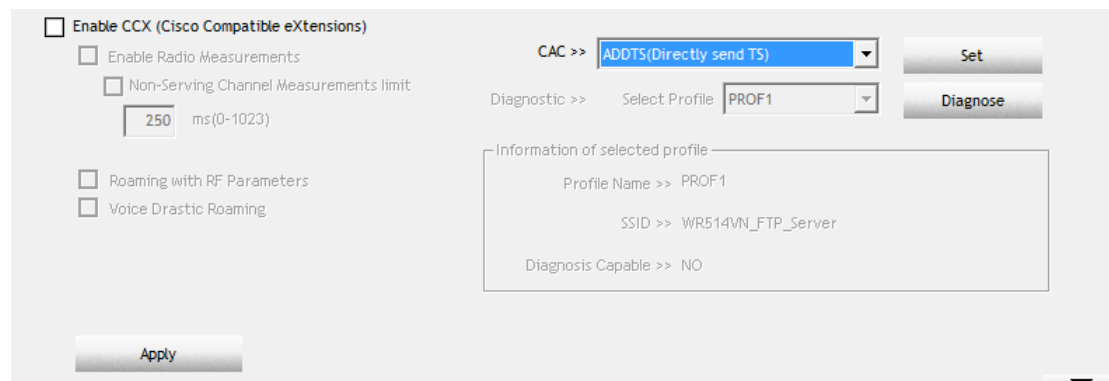 Enable CCX (Cisco Compatible eXtensions)
Enable Radio Measurements
Non-Serving Channel Measurements limit
250 ms(0-1023)
Roaming with RF Parameters
Voice Drastic Roaming
CAC >> ADDTS(Directly send TS) Set
Diagnostic >> Select Profile PROF1 Diagnose
Information of selected profile
Profile Name >> PROF1
SSID >> WR514VN_FTP_Server
Diagnosis Capable >> NO
Apply